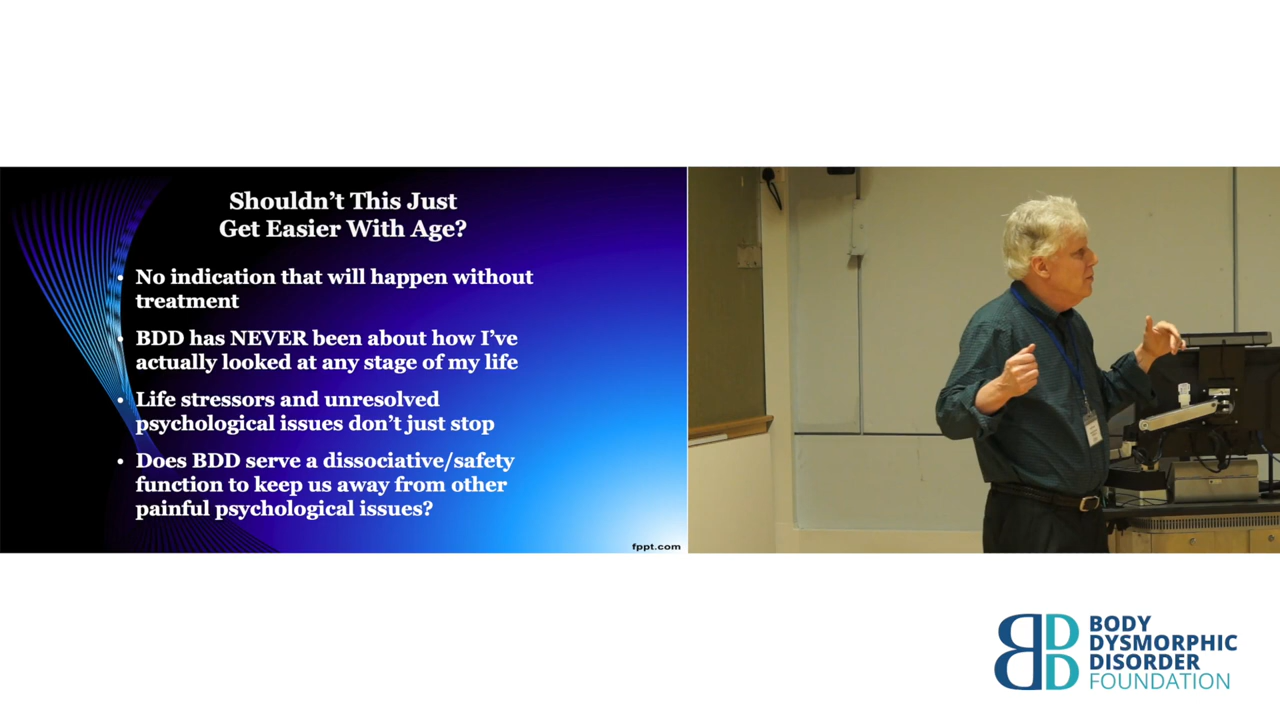 Shouldn't This Just
Get Easier With Age?
• No indication that will happen without
treatment
• BDD has NEVER been about how I've
actually looked at any stage of my life
• Life stressors and unresolved
psychological issues don't just stop
• Does BDD serve a dissociative/safety
function to keep us away from other
painful psychological issues?
fppt.com
BDD
BODY
DYSMORPHIC
DISORDER
FOUNDATION